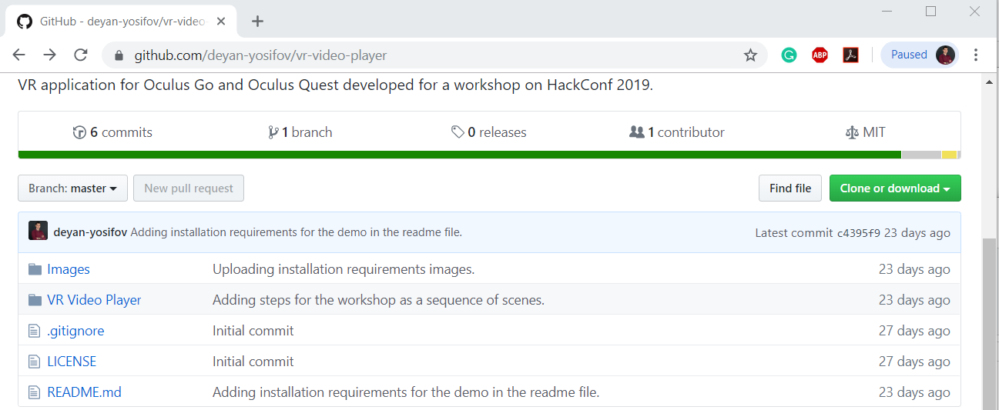 GitHub - deyan-yosifov/vr-video-
github.com/deyan-yosifov/vr-video-player
ABP
Paused
VR application for Oculus Go and Oculus Quest developed for a workshop on HackConf 2019.
6 commits 1 branch 0 releases 1 contributor MIT
Branch: master New pull request Find file Clone or download
deyan-yosifov Adding installation requirements for the demo in the readme file. Latest commit c4395f9 23 days ago
Images Uploading installation requirements images. 23 days ago
VR Video Player Adding steps for the workshop as a sequence of scenes. 23 days ago
.gitignore Initial commit 27 days ago
LICENSE Initial commit 27 days ago
README.md Adding installation requirements for the demo in the readme file. 23 days ago